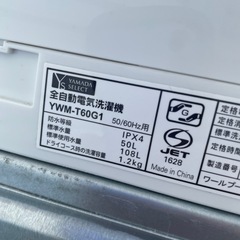 YS
YAMADA
SELECT
全自動電気洗濯機
YWM-T60G1 50/60Hz用
防水等級 IPX4
標準水量 50L
標準使用水量 108L
ドライコース時の洗濯容量 1.2kg
G
JET
1628
定格
定格
消
製造番号
ワールプー